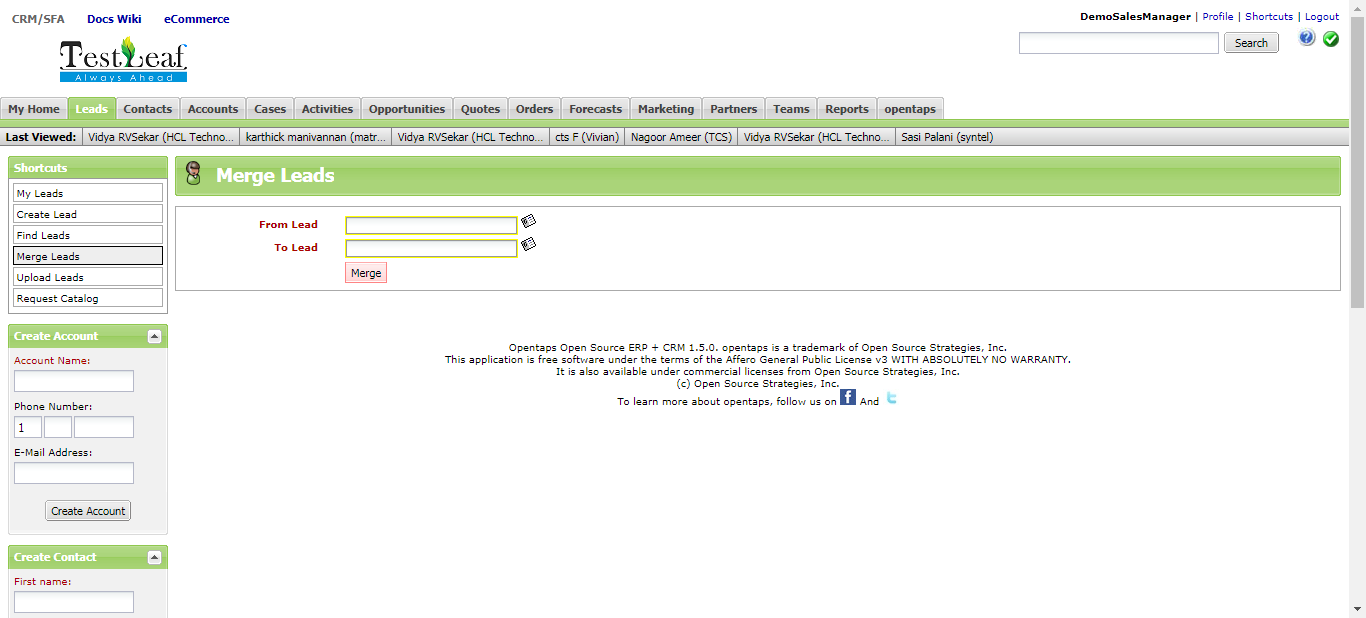 CRM/SFA Docs Wiki eCommerce
DemoSalesManager | Profile | Shortcuts | Logout
TestLeaf
Always Ahead
Search
?
My Home Leads Contacts Accounts Cases Activities Opportunities Quotes Orders Forecasts Marketing Partners Teams Reports opentaps
Last Viewed: Vidya RVSekar (HCL Techno... karthick manivannan (matr... Vidya RVSekar (HCL Techno... cts F (Vivian) Nagoor Ameer (TCS) Vidya RVSekar (HCL Techno... Sasi Palani (syntel)
Shortcuts
My Leads
Create Lead
Find Leads
Merge Leads
Upload Leads
Request Catalog
Merge Leads
From Lead
To Lead
Merge
Create Account
Account Name:
Phone Number:
1
E-Mail Address:
Create Account
Create Contact
First name:
Opentaps Open Source ERP + CRM 1.5.0. opentaps is a trademark of Open Source Strategies, Inc.
This application is free software under the terms of the Affero General Public License v3 WITH ABSOLUTELY NO WARRANTY.
It is also available under commercial licenses from Open Source Strategies, Inc.
(c) Open Source Strategies, Inc.
To learn more about opentaps, follow us on f And t